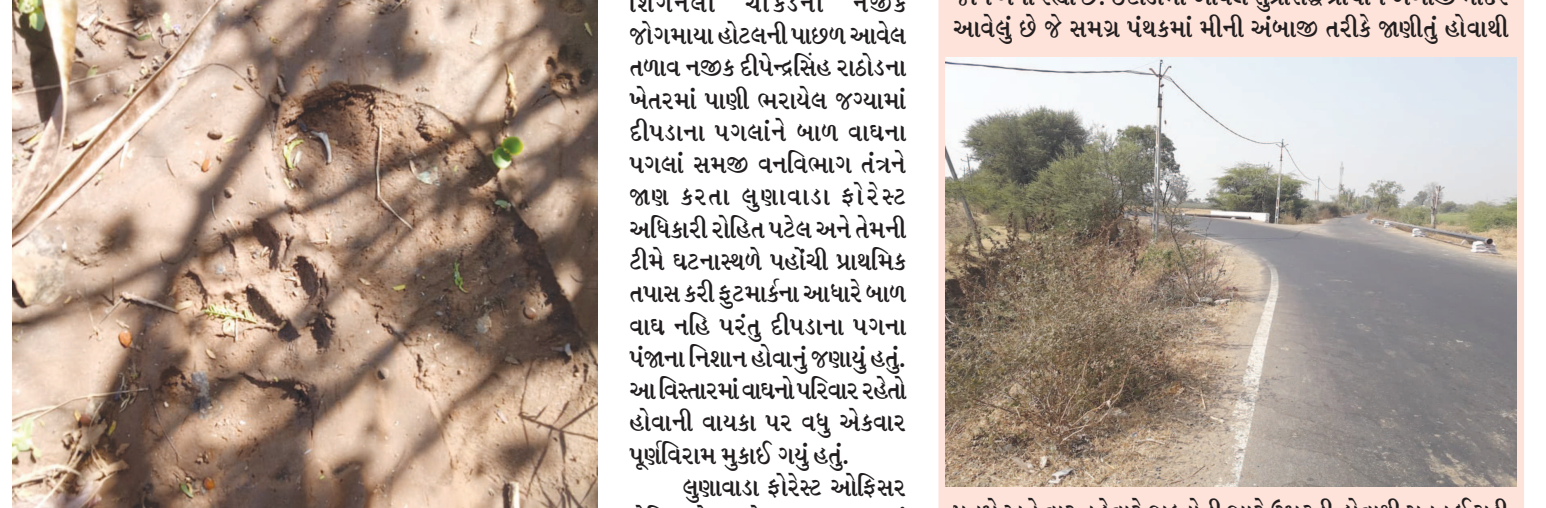 જોગમાયા હોટલની પાછળ આવેલ
તળાવ નજીક દીપેન્દ્રસિંહ રાઠોડના
ખેતરમાં પાણી ભરાયેલ જગ્યામાં
દીપડાના પગલાંને બાળ વાઘના
પગલાં સમજી વનવિભાગ તંત્રને
જાણ કરતા લુણાવાડા ફોરેસ્ટ
અધિકારી રોહિત પટેલ અને તેમની
ટીમે ઘટનાસ્થળે પહોંચી પ્રાથમિક
તપાસ કરી ફુટમાર્કના આધારે બાળ
વાઘ નહિ પરંતુ દીપડાના પગના
પંજાના નિશાન હોવાનું જણાયું હતું.
આ વિસ્તારમાં વાઘનો પરિવાર રહેતો
હોવાની વાયકા પર વધુ એકવાર
પૂર્ણવિરામ મુકાઈ ગયું હતું.
લુણાવાડા ફોરેસ્ટ ઓફિસર
આવેલું છે જે સમગ્ર પંથકમાં મીની અંબાજી તરીકે જાણીતું હોવાથી